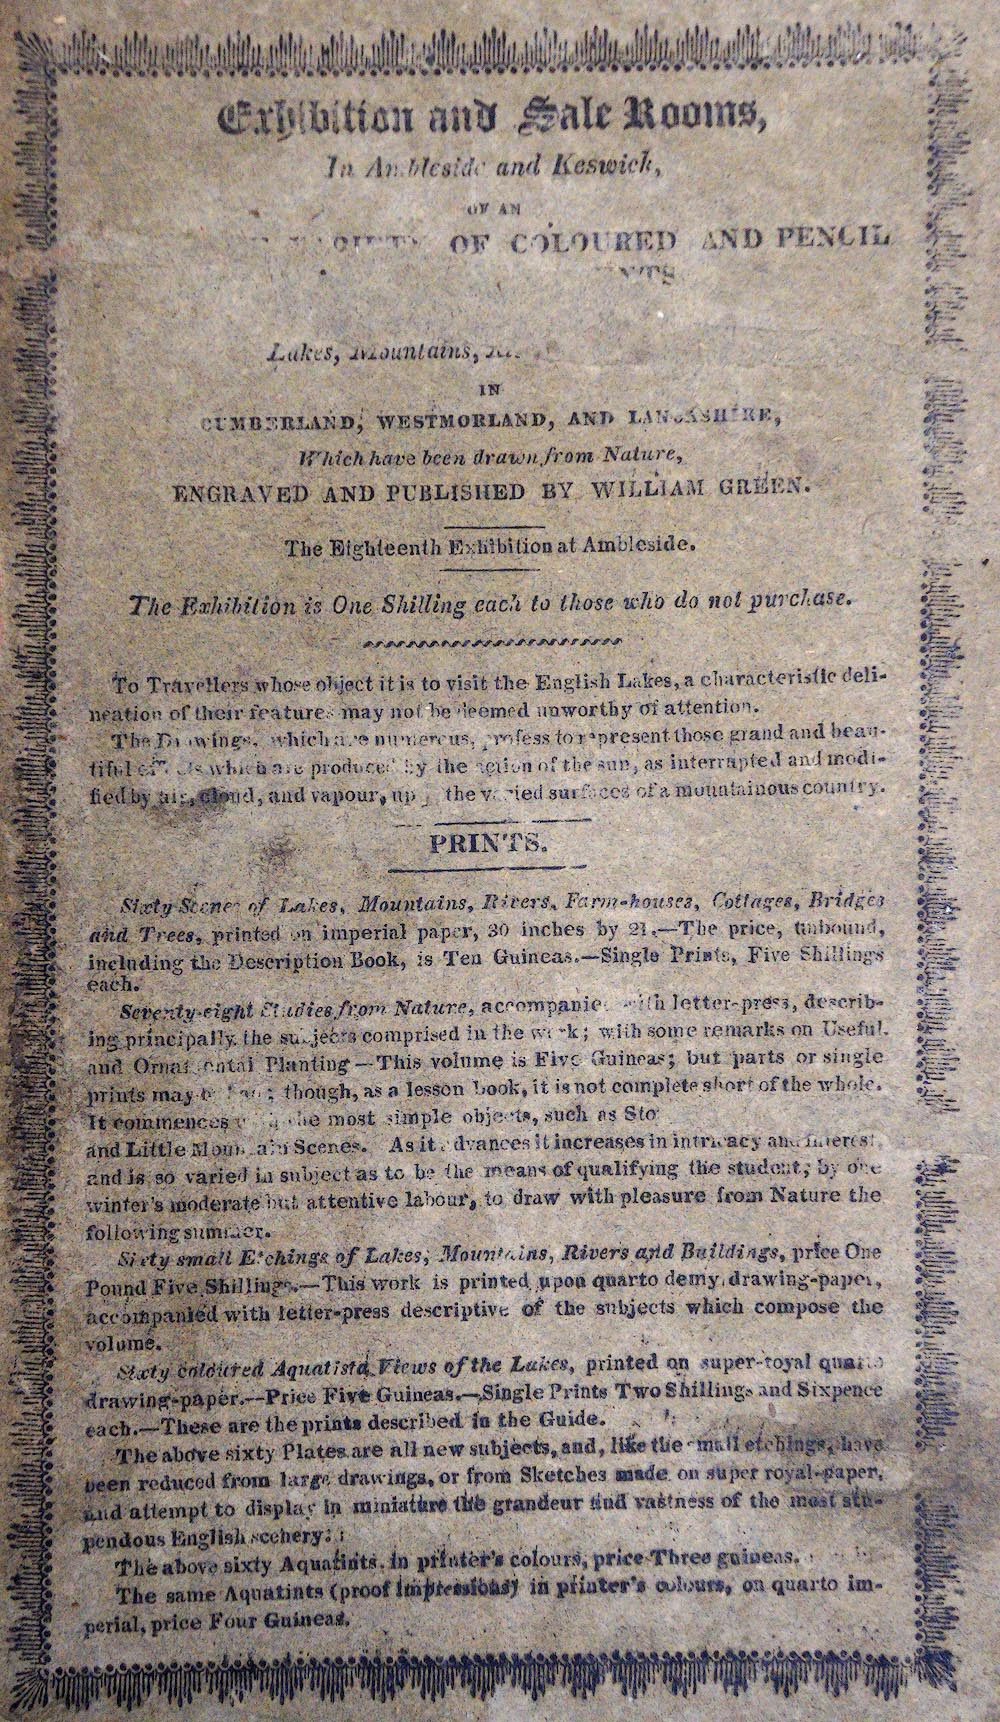 Exhibition and Sale Rooms,
In Ambleside and Keswick,
OF AN
OF COLOURED AND PENCIL
Lakes, Mountains,
IN
CUMBERLAND, WESTMORLAND, AND LANCASHIRE,
Which have been drawn from Nature,
ENGRAVED AND PUBLISHED BY WILLIAM GREEN.
The Eighteenth Exhibition at Ambleside.
The Exhibition is One Shilling each to those who do not purchase.
To Travellers whose object it is to visit the English Lakes, a characteristic deli-
neation of their features may not be deemed unworthy of attention.
The Drawings, which are numerous, profess to represent those grand and beau-
tiful effects which are produced by the action of the sun, as interrupted and modi-
fied by air, cloud, and vapour, the varied surfaces of a mountainous country.
PRINTS.
Sixty Scenes of Lakes, Mountains, Rivers, Farm-houses, Cottages, Bridges
and Trees, printed on imperial paper, 30 inches by 21.—The price, unbound,
including the Description Book, is Ten Guineas.—Single Prints, Five Shillings
each.
Seventy-eight Studies from Nature, accompanied with letter-press, describ-
ing principally the subjects comprised in the work; with some remarks on Useful
and Ornamental Planting—This volume is Five Guineas; but parts or single
prints may be had; though, as a lesson book, it is not complete short of the whole.
It commences the most simple objects, such as
and Little Mountain Scenes. As it advances it increases in intricacy and interest,
and is so varied in subject as to be the means of qualifying the student, by one
winter's moderate but attentive labour, to draw with pleasure from Nature the
following summer.
Sixty small Etchings of Lakes, Mountains, Rivers and Buildings, price One
Pound Five Shillings.—This work is printed upon quarto demy drawing-paper,
accompanied with letter-press descriptive of the subjects which compose the
volume.
Sixty coloured Aquatinta Views of the Lakes, printed on super-royal quarto
drawing-paper.—Price Five Guineas.—Single Prints Two Shillings and Sixpence
each.—These are the prints described in the Guide.
The above sixty Plates are all new subjects, and, like the small etchings, have
been reduced from large drawings, or from Sketches made on super royal-paper,
and attempt to display in miniature the grandeur and vastness of the most stu-
pendous English scenery.
The above sixty Aquatints in printer's colours, price Three guineas.
The same Aquatints (proof impressions) in printer's colours, on quarto im-
perial, price Four Guineas.